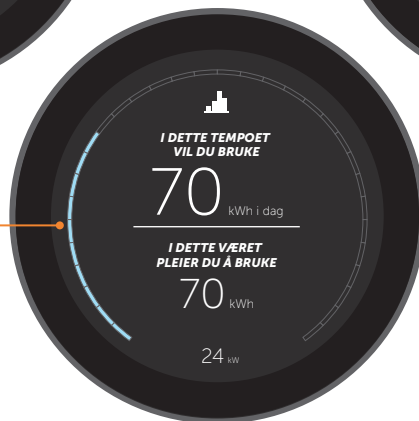 I DETTE TEMPOET
VIL DU BRUKE
70 kWh i dag
I DETTE VÆRET
PLEIER DU Å BRUKE
70 kWh
24 kW